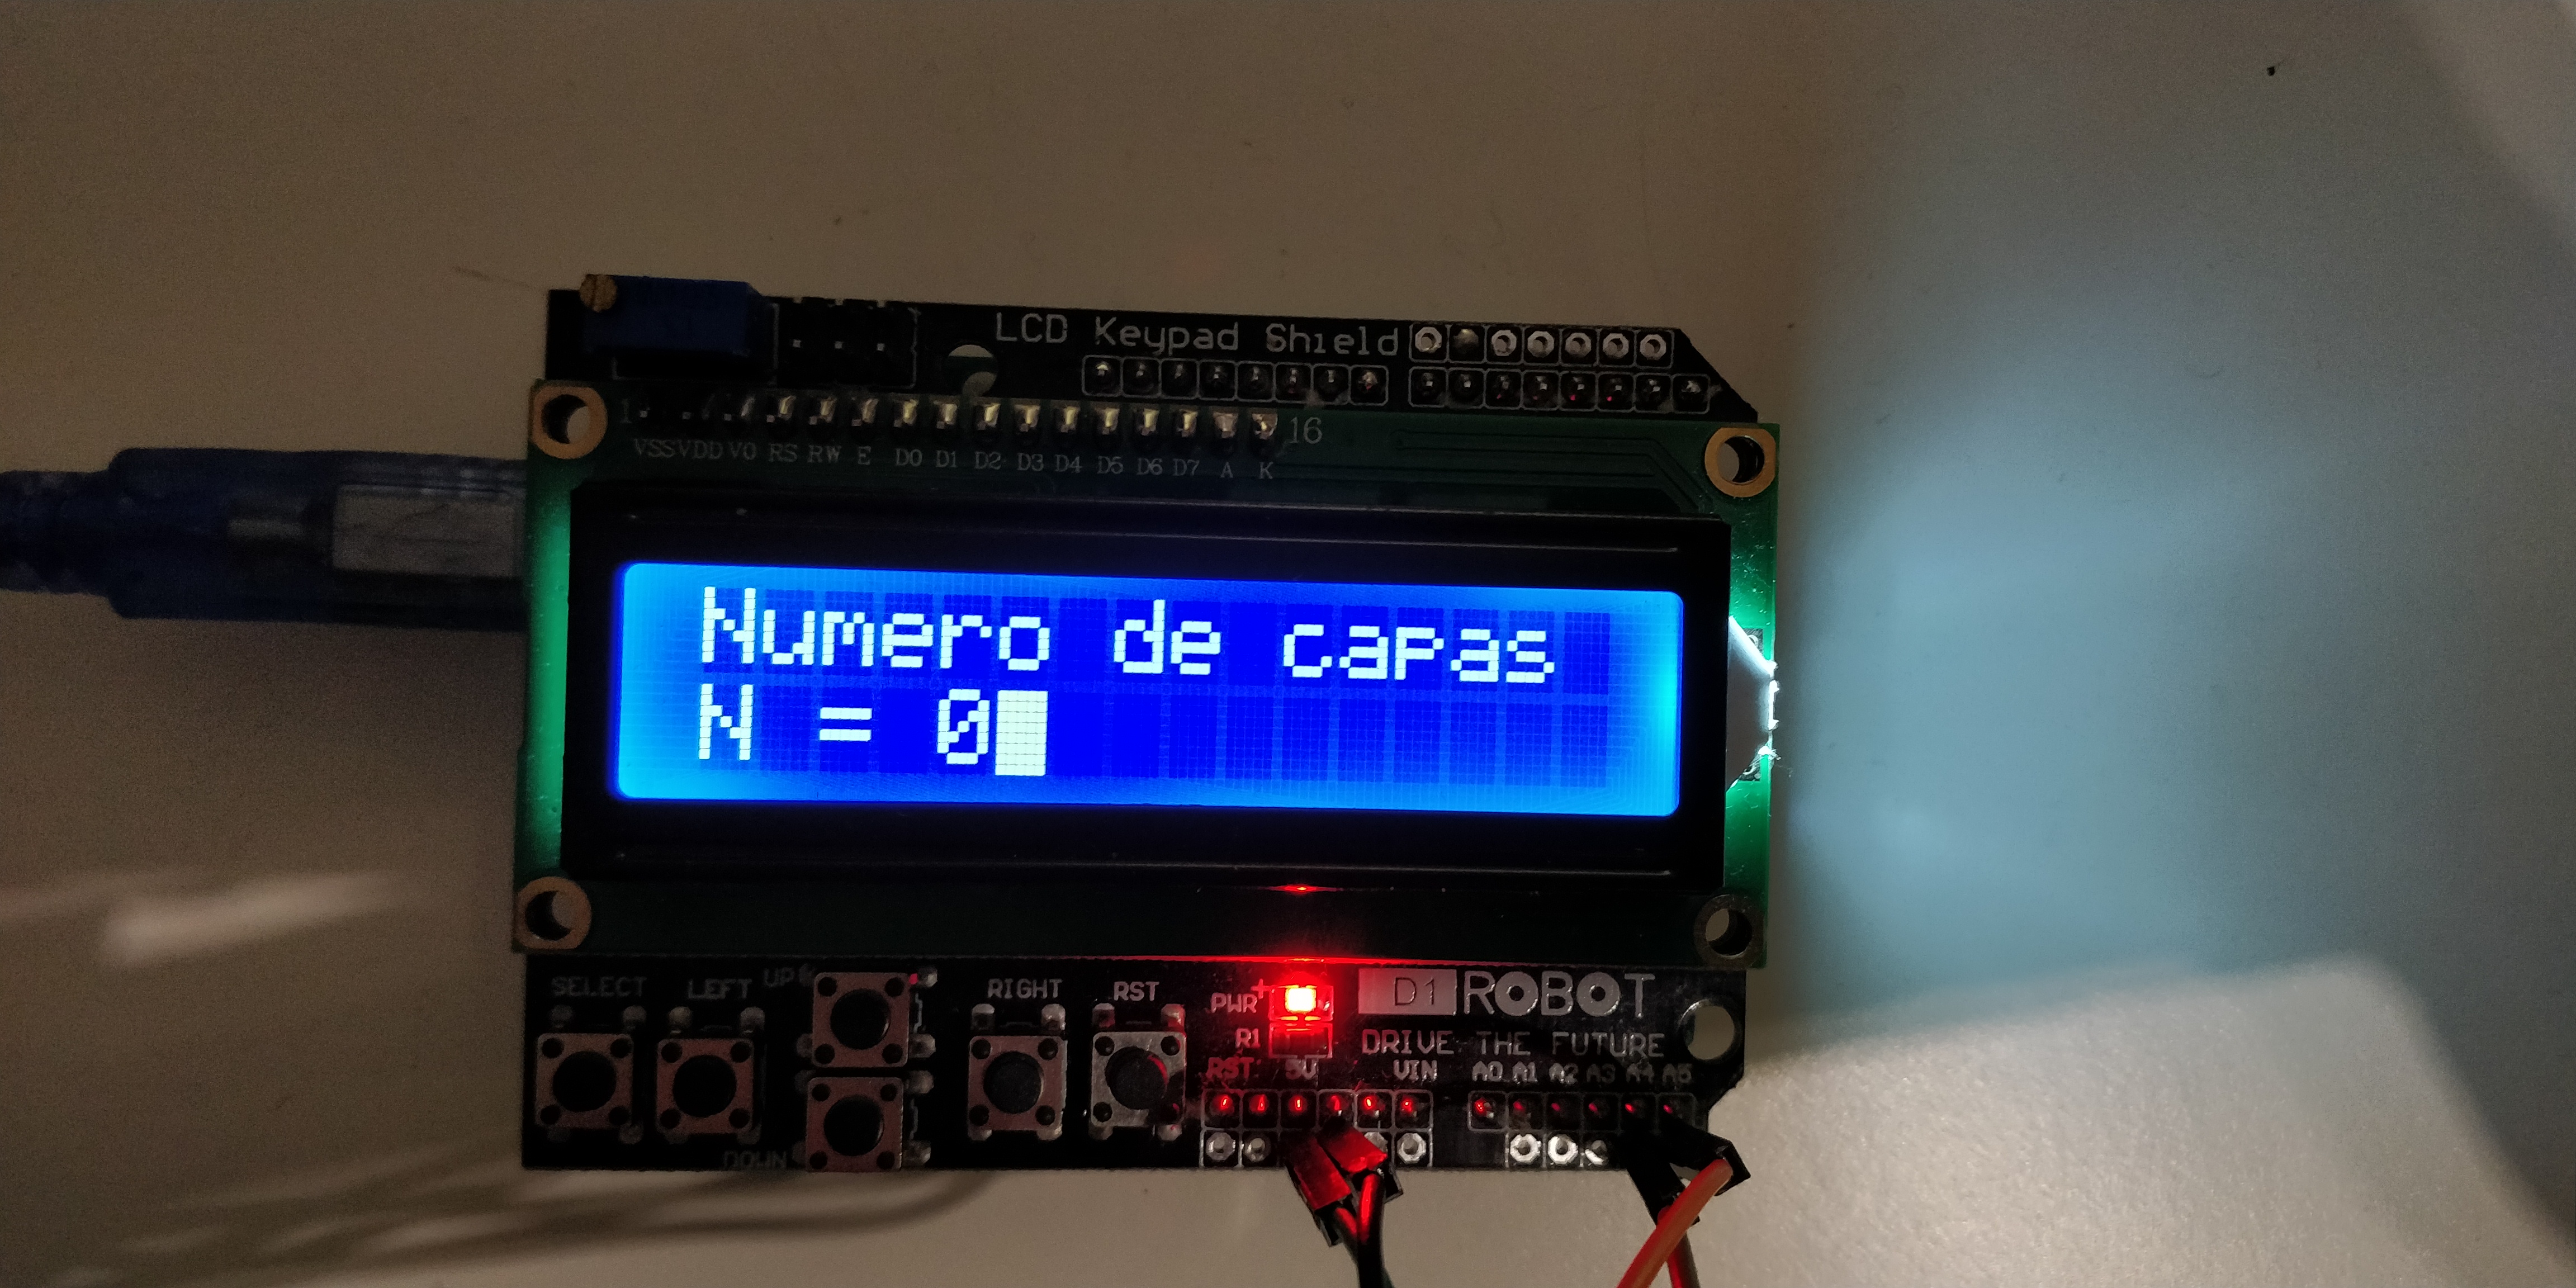 LCD Keypad Shield
1
16
VSS VDD V0 RS RW E D0 D1 D2 D3 D4 D5 D6 D7 A K
Numero de capas
N = 0
SELECT LEFT UP RIGHT RST PWR + D1 ROBOT
R1 DRIVE THE FUTURE
RST 5V VIN A0 A1 A2 A3 A4 A5
DOWN